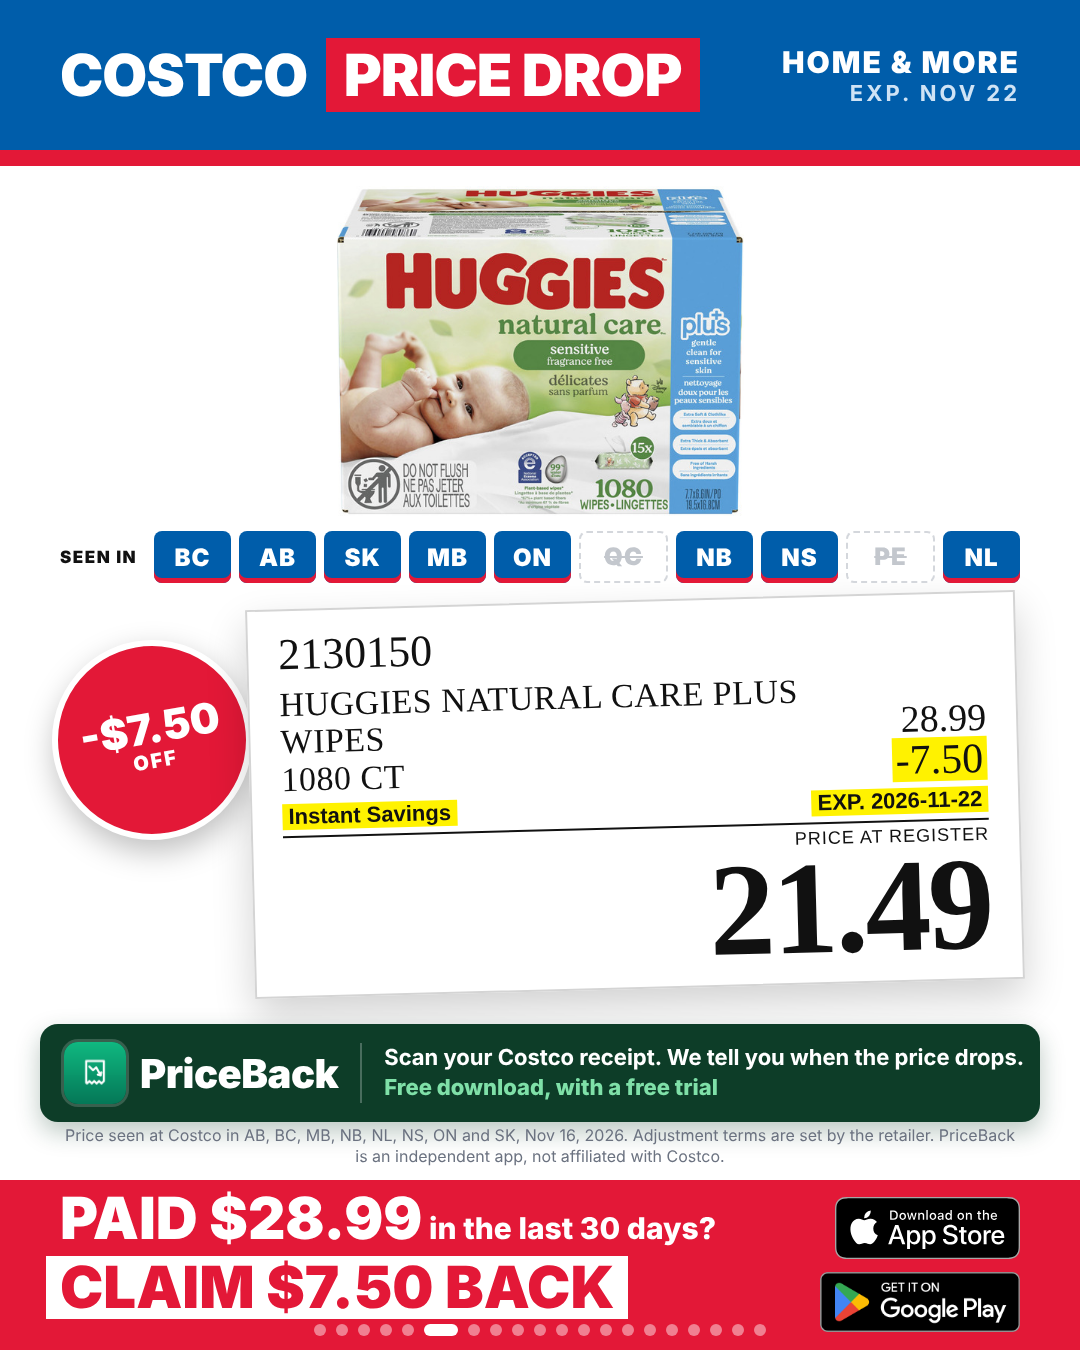 COSTCO PRICE DROP
HOME & MORE
EXP. NOV 22
HUGGIES
natural care
sensitive
fragrance free
délicates
sans parfum
plus
gentle
clean for
sensitive
skin
nettoyage
doux pour les
peaux sensibles
15x
DO NOT FLUSH
NE PAS JETER
AUX TOILETTES
1080
WIPES•LINGETTES
SEEN IN BC AB SK MB ON QC NB NS PE NL
-$7.50
OFF
2130150
HUGGIES NATURAL CARE PLUS
WIPES
1080 CT
Instant Savings
28.99
-7.50
EXP. 2026-11-22
PRICE AT REGISTER
21.49
PriceBack
Scan your Costco receipt. We tell you when the price drops.
Free download, with a free trial
Price seen at Costco in AB, BC, MB, NB, NL, NS, ON and SK, Nov 16, 2026. Adjustment terms are set by the retailer. PriceBack
is an independent app, not affiliated with Costco.
PAID $28.99 in the last 30 days?
CLAIM $7.50 BACK
Download on the
App Store
GET IT ON
Google Play